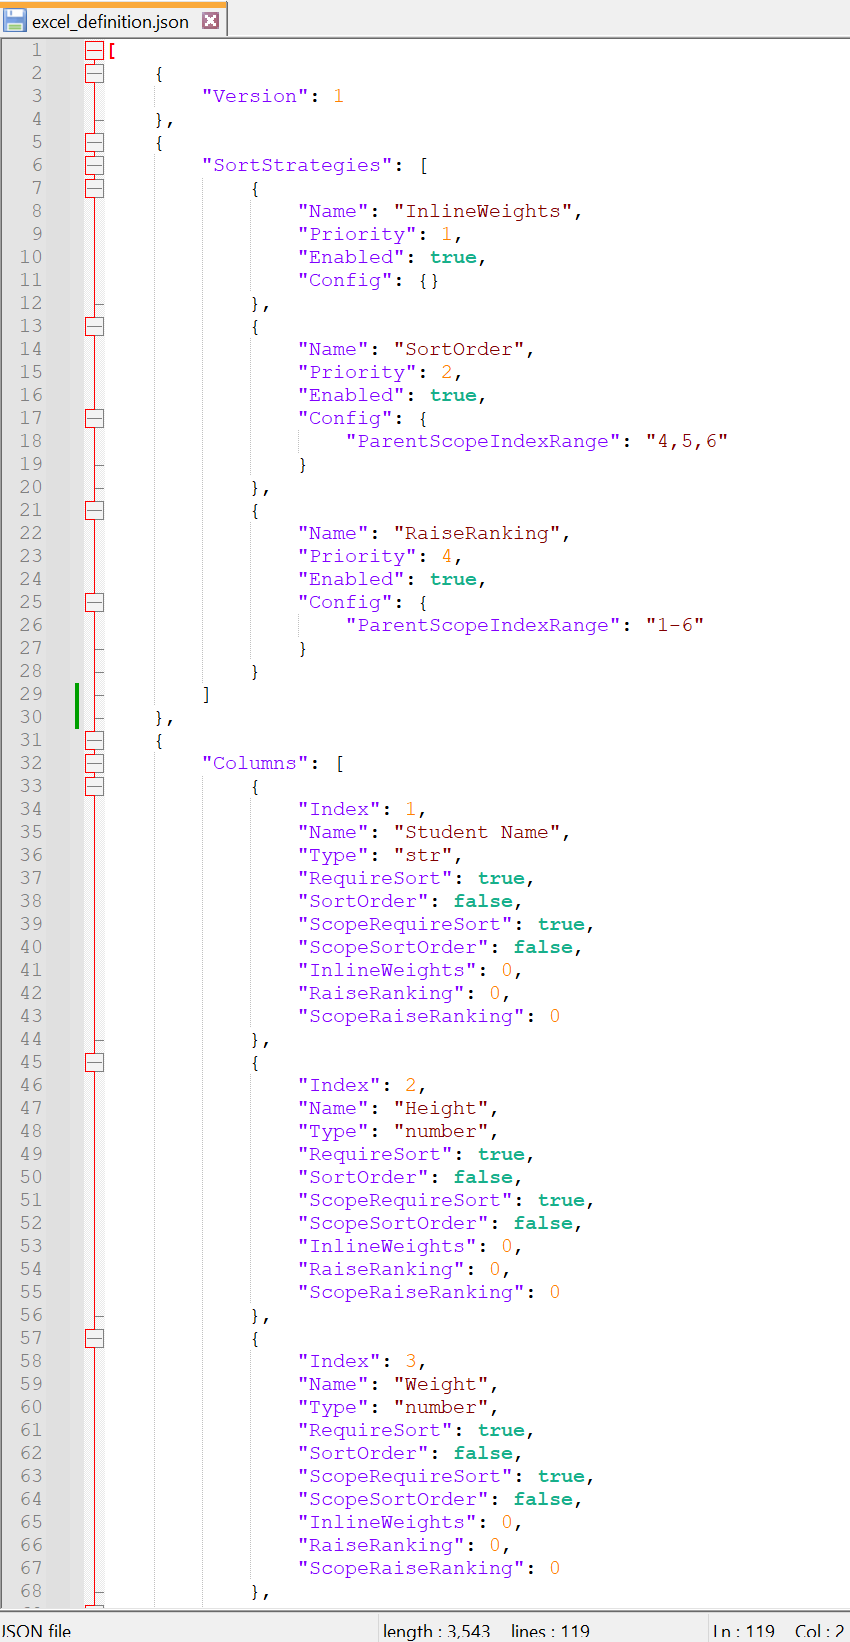 excel_definition.json
1 [
2 {
3 "Version": 1
4 },
5 {
6 "SortStrategies": [
7 {
8 "Name": "InlineWeights",
9 "Priority": 1,
10 "Enabled": true,
11 "Config": {}
12 },
13 {
14 "Name": "SortOrder",
15 "Priority": 2,
16 "Enabled": true,
17 "Config": {
18 "ParentScopeIndexRange": "4,5,6"
19 }
20 },
21 {
22 "Name": "RaiseRanking",
23 "Priority": 4,
24 "Enabled": true,
25 "Config": {
26 "ParentScopeIndexRange": "1-6"
27 }
28 }
29 ]
30 },
31 {
32 "Columns": [
33 {
34 "Index": 1,
35 "Name": "Student Name",
36 "Type": "str",
37 "RequireSort": true,
38 "SortOrder": false,
39 "ScopeRequireSort": true,
40 "ScopeSortOrder": false,
41 "InlineWeights": 0,
42 "RaiseRanking": 0,
43 "ScopeRaiseRanking": 0
44 },
45 {
46 "Index": 2,
47 "Name": "Height",
48 "Type": "number",
49 "RequireSort": true,
50 "SortOrder": false,
51 "ScopeRequireSort": true,
52 "ScopeSortOrder": false,
53 "InlineWeights": 0,
54 "RaiseRanking": 0,
55 "ScopeRaiseRanking": 0
56 },
57 {
58 "Index": 3,
59 "Name": "Weight",
60 "Type": "number",
61 "RequireSort": true,
62 "SortOrder": false,
63 "ScopeRequireSort": true,
64 "ScopeSortOrder": false,
65 "InlineWeights": 0,
66 "RaiseRanking": 0,
67 "ScopeRaiseRanking": 0
68 },
JSON file length : 3,543 lines : 119 Ln : 119 Col : 2